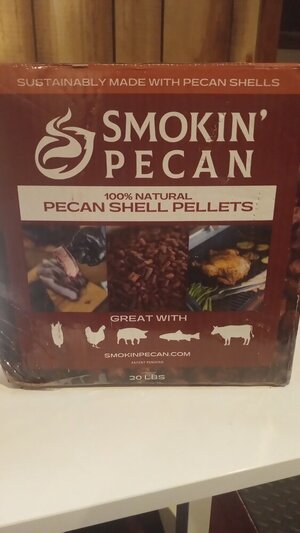 SUSTAINABLY MADE WITH PECAN SHELLS
SMOKIN'
PECAN
100% NATURAL
PECAN SHELL PELLETS
GREAT WITH
SMOKINPECAN.COM
PATENT PENDING
20 LBS